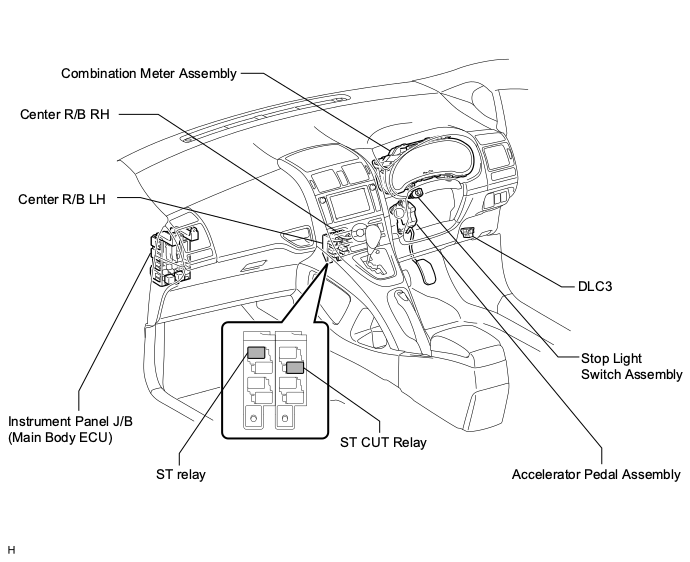 Combination Meter Assembly
Center R/B RH
Center R/B LH
DLC3
Stop Light
Switch Assembly
Instrument Panel J/B
(Main Body ECU)
ST CUT Relay
ST relay
Accelerator Pedal Assembly
H